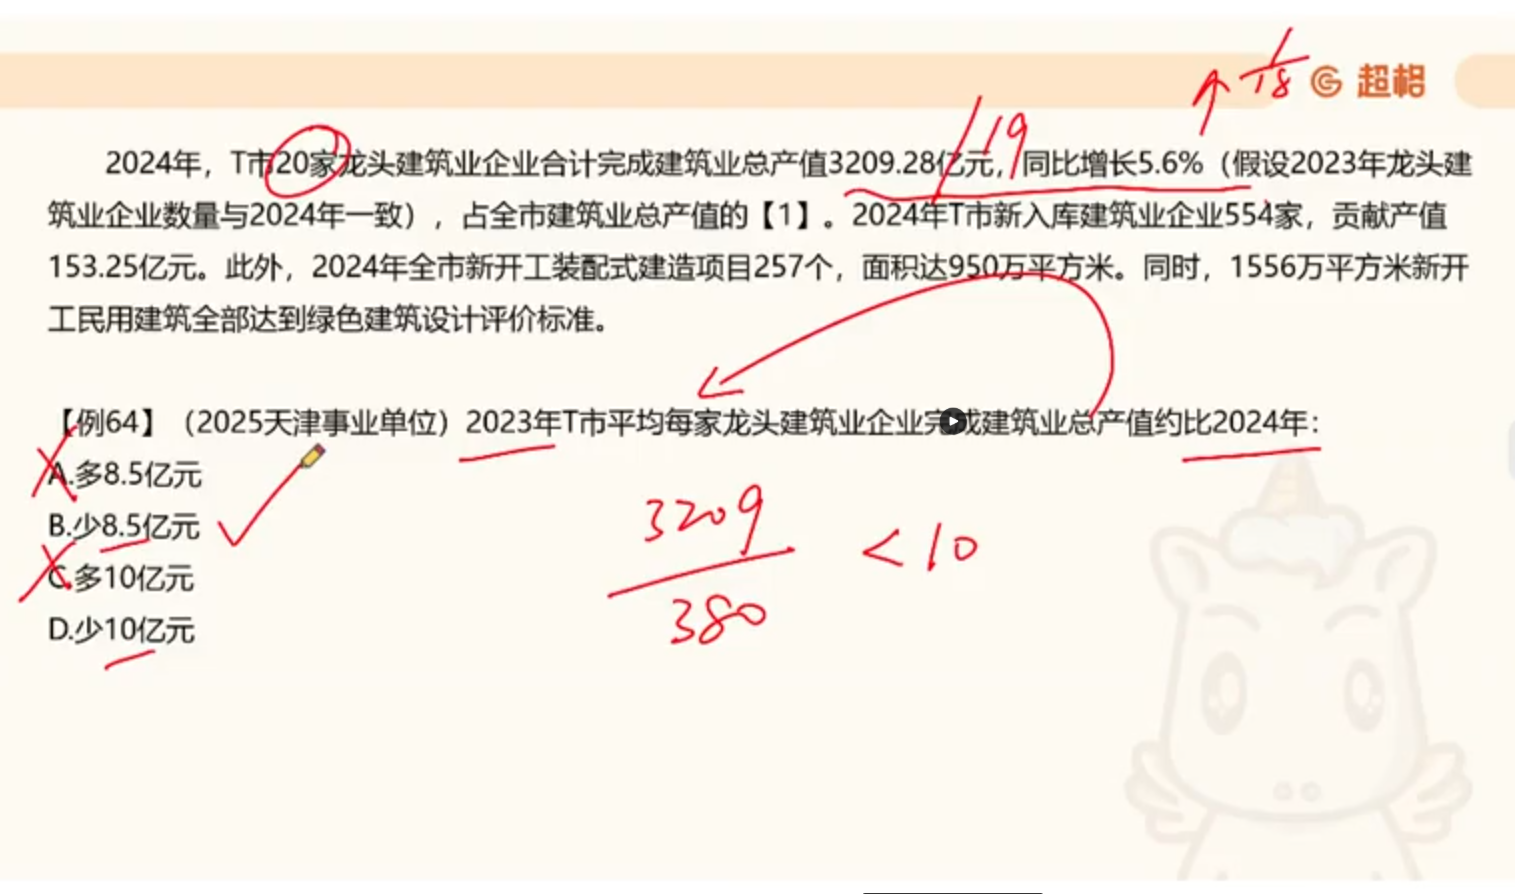 1/18
超格
/19
2024年，T市20家龙头建筑业企业合计完成建筑业总产值3209.28亿元，同比增长5.6%（假设2023年龙头建
筑业企业数量与2024年一致），占全市建筑业总产值的【1】。2024年T市新入库建筑业企业554家，贡献产值
153.25亿元。此外，2024年全市新开工装配式建造项目257个，面积达950万平方米。同时，1556万平方米新开
工民用建筑全部达到绿色建筑设计评价标准。
【例64】（2025天津事业单位）2023年T市平均每家龙头建筑业企业完成建筑业总产值约比2024年：
A.多8.5亿元
B.少8.5亿元
C.多10亿元
D.少10亿元
3209
380
<10